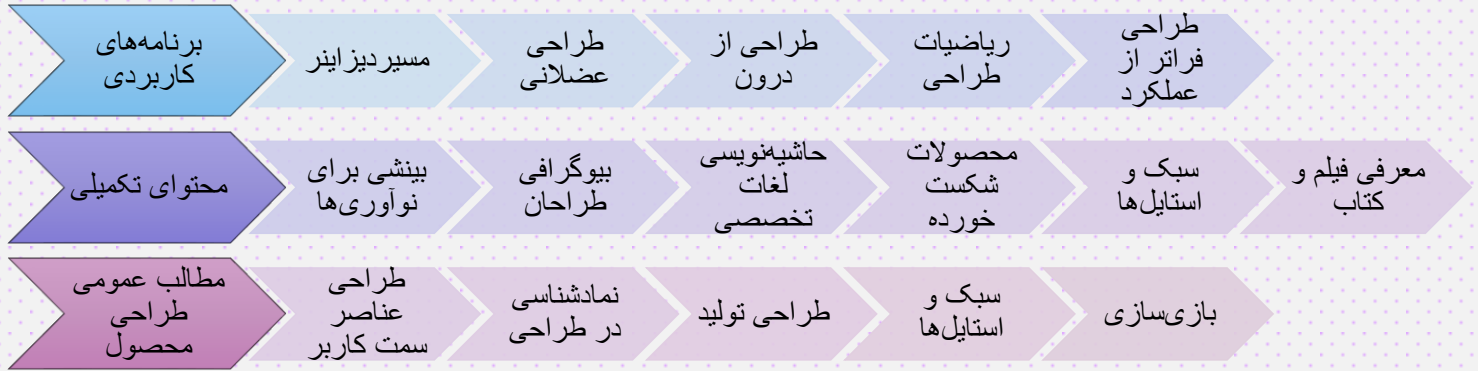 برنامه‌های
کاربردی
مسیردیزاینر
طراحی
عضلانی
طراحی از
درون
ریاضیات
طراحی
طراحی
فراتر از
عملکرد
محتوای تکمیلی
بینشی برای
نوآوری‌ها
بیوگرافی
طراحان
حاشیه‌نویسی
لغات
تخصصی
محصولات
شکست
خورده
سبک و
استایل‌ها
معرفی فیلم و
کتاب
مطالب عمومی
طراحی
محصول
طراحی
عناصر
سمت کاربر
نمادشناسی
در طراحی
طراحی تولید
سبک و
استایل‌ها
بازی‌سازی